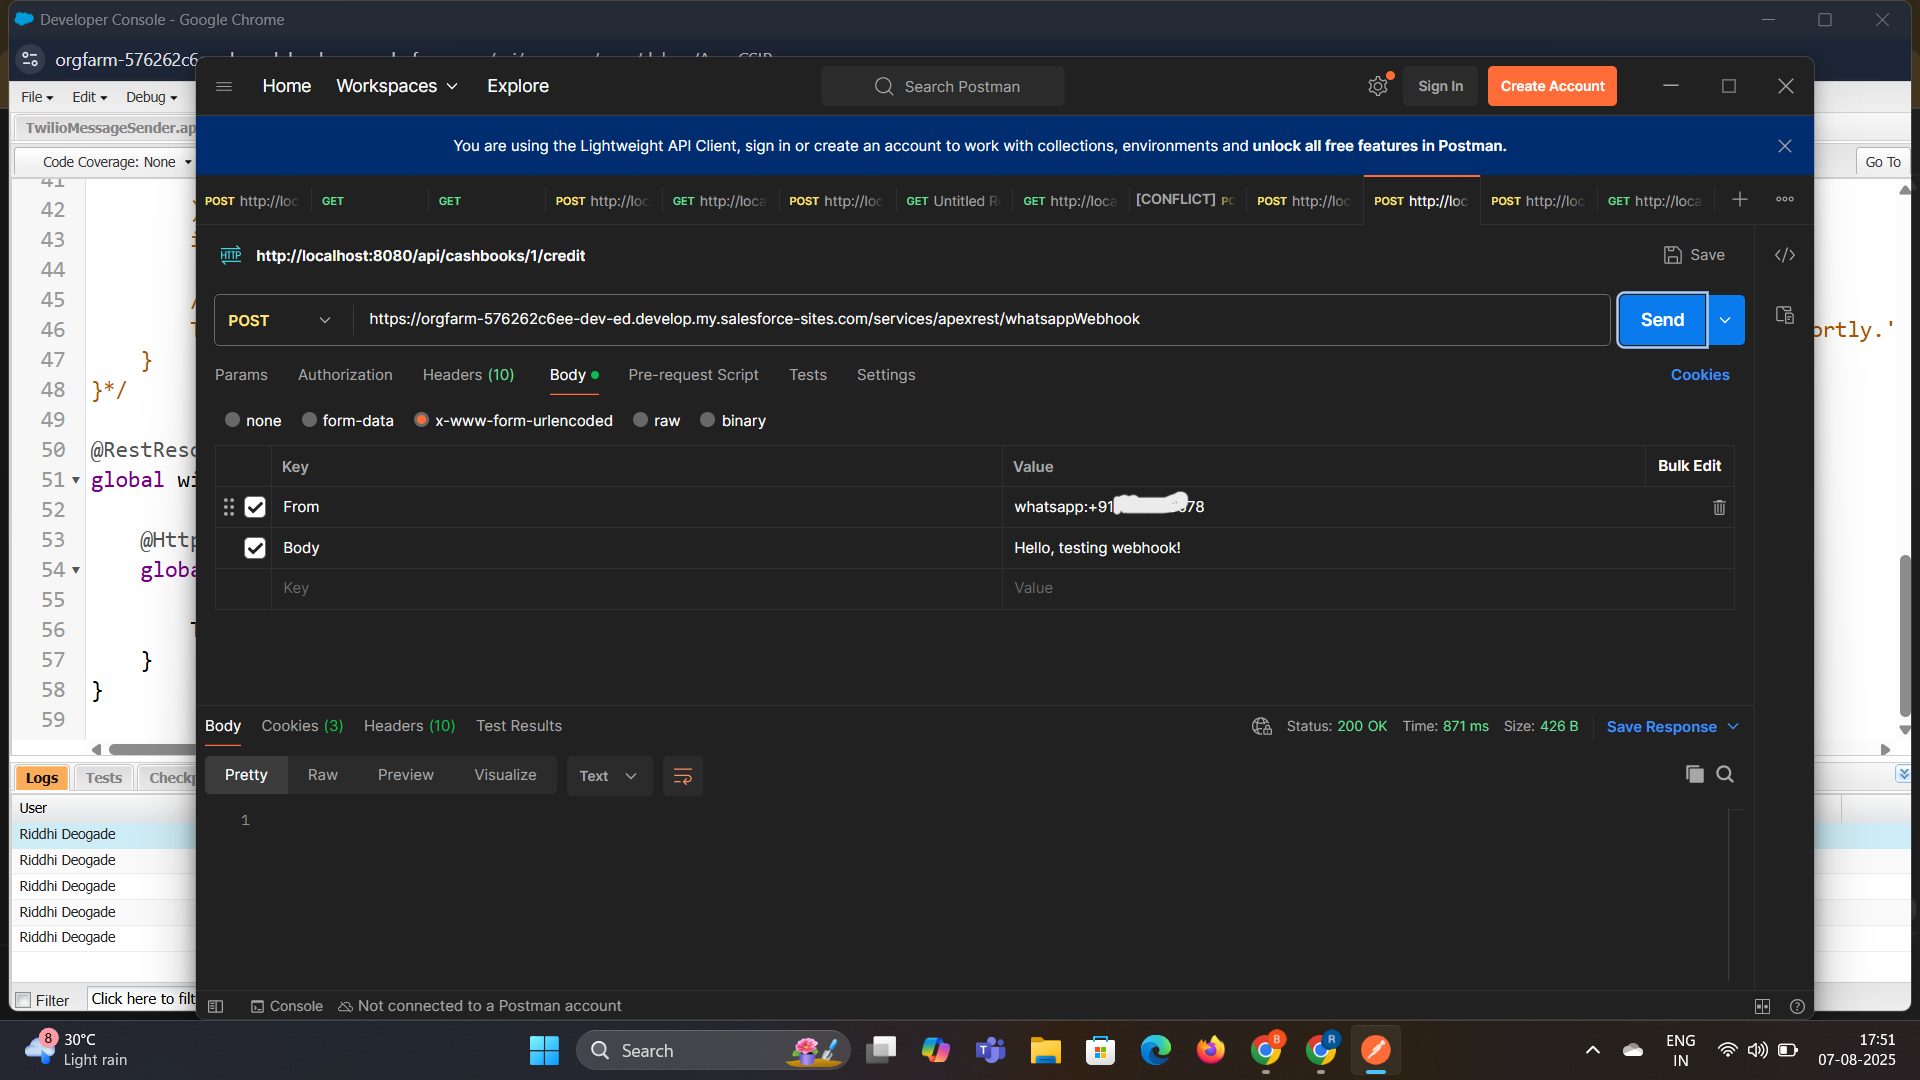 Developer Console - Google Chrome
orgfarm-576262c6
File Edit Debug
Home Workspaces Explore Search Postman Sign In Create Account
TwilioMessageSender.ap
You are using the Lightweight API Client, sign in or create an account to work with collections, environments and unlock all free features in Postman.
Code Coverage: None
Go To
POST http://loc GET GET POST http://loc GET http://loca POST http://loc GET Untitled Re GET http://loca [CONFLICT] PO POST http://loc POST http://loc POST http://loc GET http://loca
HTTP http://localhost:8080/api/cashbooks/1/credit Save
POST https://orgfarm-576262c6ee-dev-ed.develop.my.salesforce-sites.com/services/apexrest/whatsappWebhook Send
Params Authorization Headers (10) Body Pre-request Script Tests Settings Cookies
none form-data x-www-form-urlencoded raw binary
Key Value Bulk Edit
From whatsapp:+91 78
Body Hello, testing webhook!
Key Value
41
42
43
44
45
46 ortly.'
47 }
48 }*/
49
50 @RestReso
51 global wi
52
53 @Http
54 globa
55
56
57 }
58 }
59
Body Cookies (3) Headers (10) Test Results Status: 200 OK Time: 871 ms Size: 426 B Save Response
Pretty Raw Preview Visualize Text
1
Logs Tests Checkp
User
Riddhi Deogade
Riddhi Deogade
Riddhi Deogade
Riddhi Deogade
Riddhi Deogade
Filter Click here to filt
Console Not connected to a Postman account
8 30°C
Light rain
Search
B
R
ENG
IN
17:51
07-08-2025